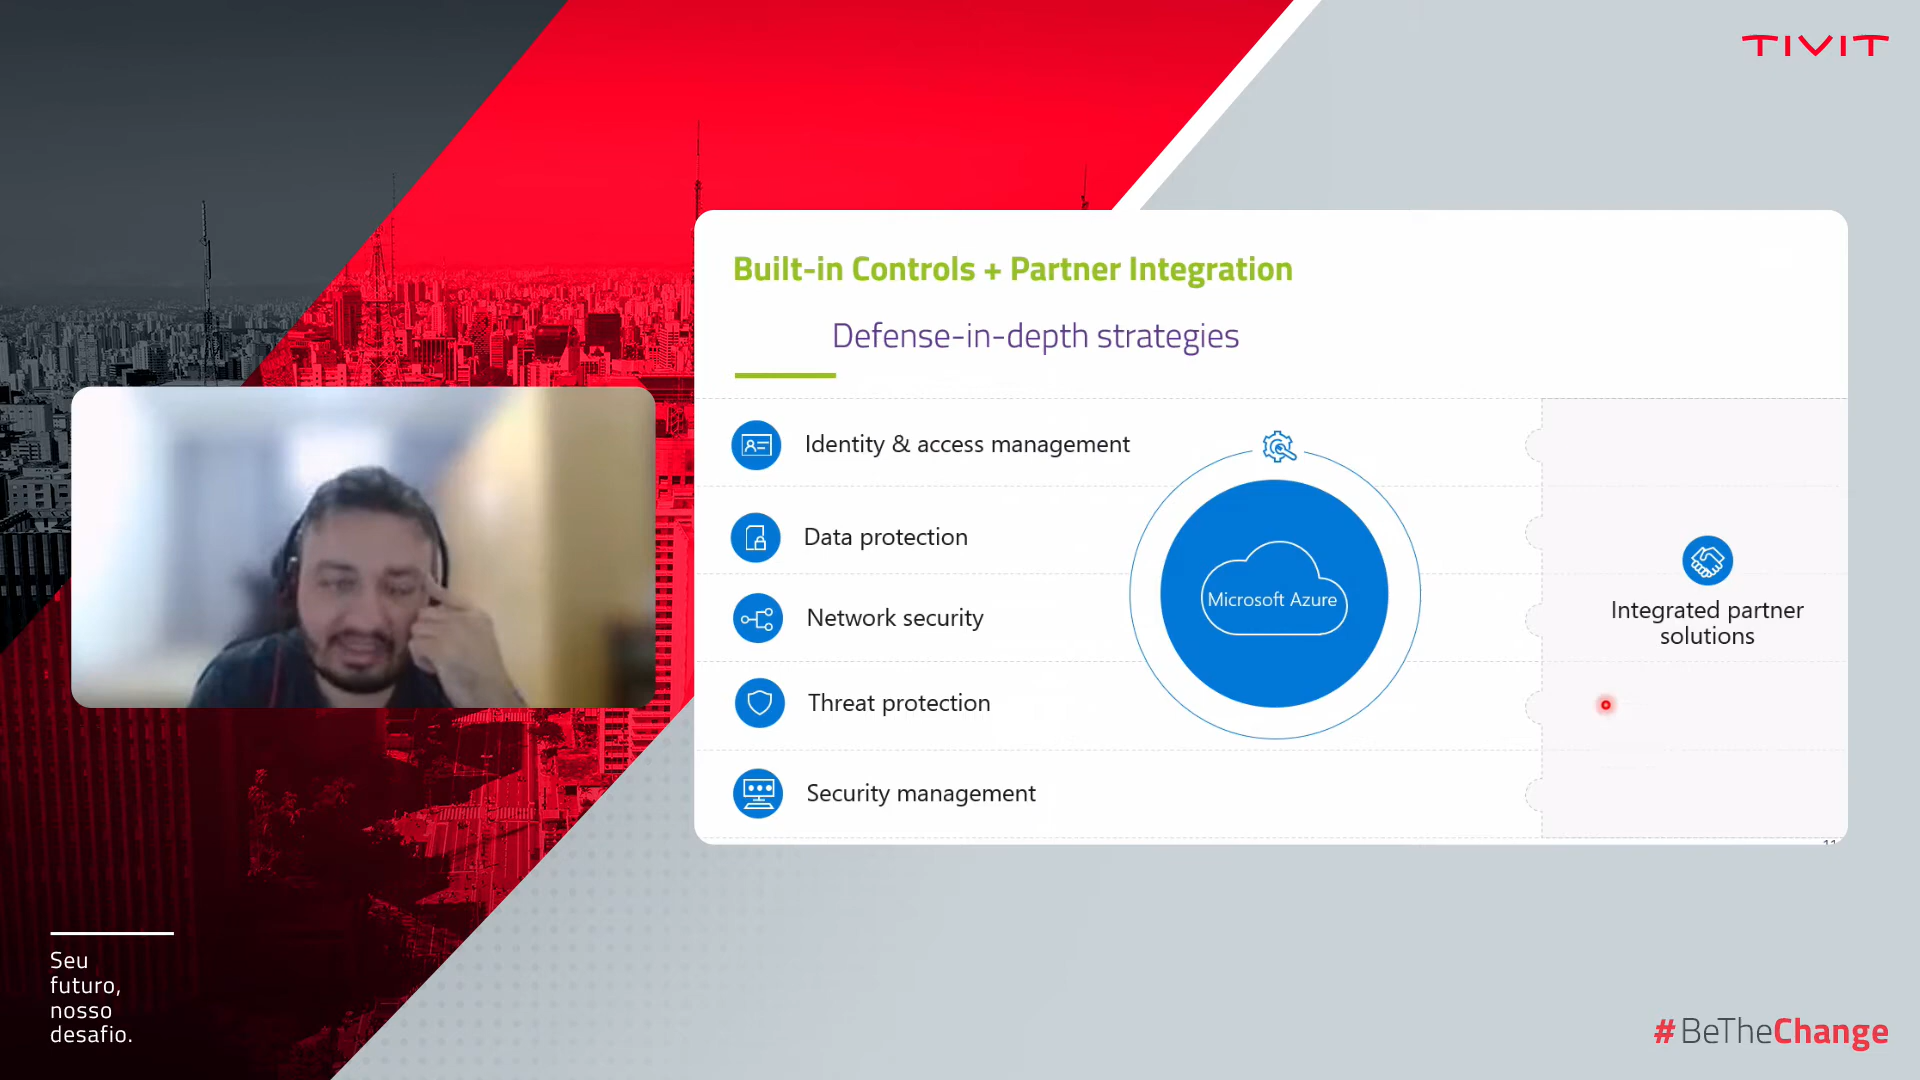 TIVIT
Built-in Controls + Partner Integration
Defense-in-depth strategies
Identity & access management
Data protection
Network security
Threat protection
Security management
Microsoft Azure
Integrated partner
solutions
11
Seu
futuro,
nosso
desafio.
#BeTheChange